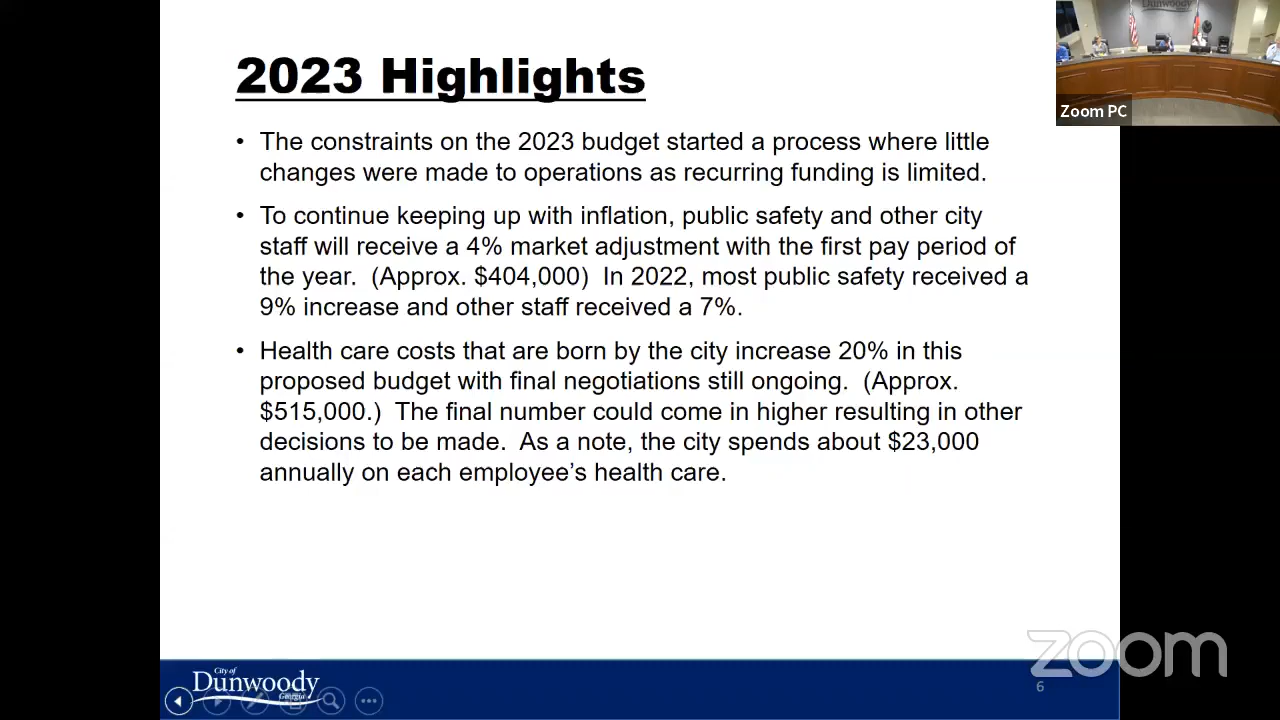 Dunwoody
Zoom PC
2023 Highlights
• The constraints on the 2023 budget started a process where little
changes were made to operations as recurring funding is limited.
• To continue keeping up with inflation, public safety and other city
staff will receive a 4% market adjustment with the first pay period of
the year. (Approx. $404,000) In 2022, most public safety received a
9% increase and other staff received a 7%.
• Health care costs that are born by the city increase 20% in this
proposed budget with final negotiations still ongoing. (Approx.
$515,000.) The final number could come in higher resulting in other
decisions to be made. As a note, the city spends about $23,000
annually on each employee’s health care.
City of
Dunwoody
Georgia
6
zoom